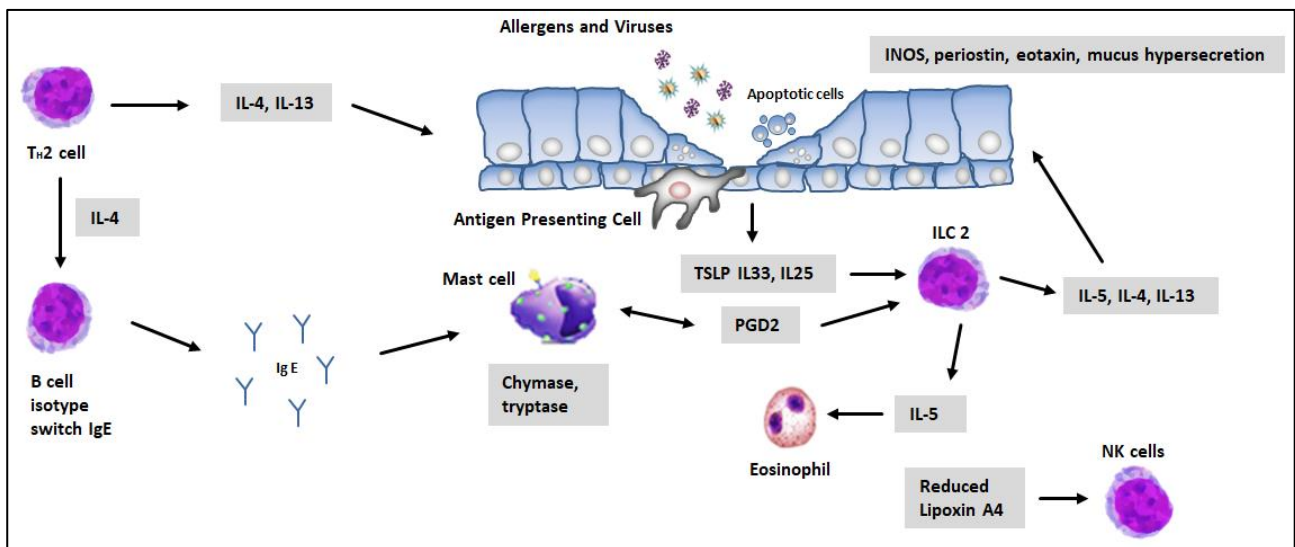 Allergens and Viruses
INOS, periostin, eotaxin, mucus hypersecretion
Apoptotic cells
IL-4, IL-13
TH2 cell
IL-4
Antigen Presenting Cell
ILC 2
TSLP IL33, IL25
Mast cell
IL-5, IL-4, IL-13
PGD2
Ig E
B cell
isotype
switch IgE
Chymase,
tryptase
IL-5
Eosinophil
NK cells
Reduced
Lipoxin A4